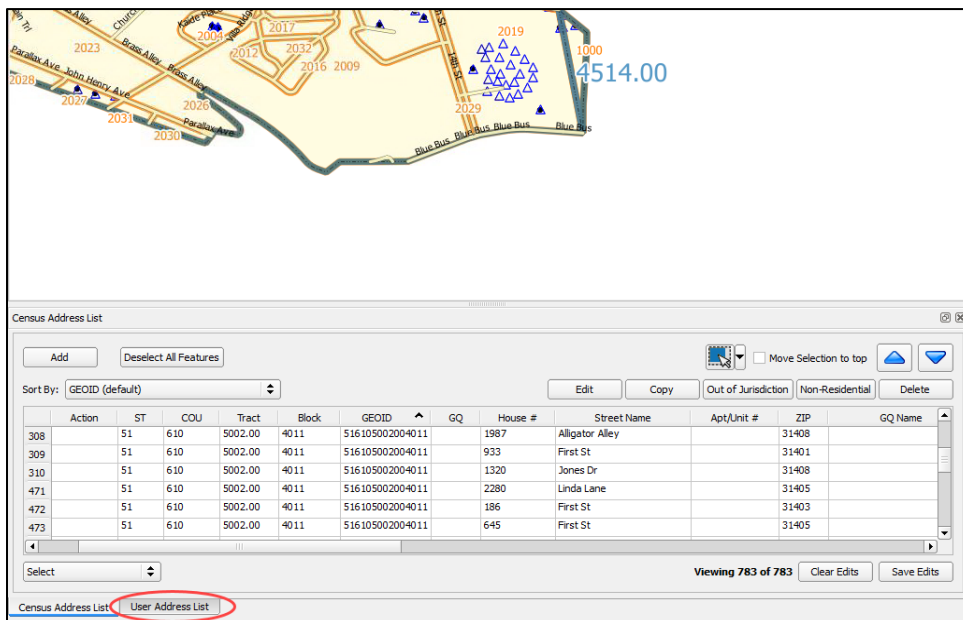 Alley
Church
Kaide Place
2004
Villa Ridge
2017
2032
2012
2016 2009
2023
Brass Alley
Brass Alley
Parallax Ave
John Henry Ave
2028
2027
2031
2026
2030
Parallax Ave
14th St
2019
1000
4514.00
2029
Blue Bus
Blue Bus
Blue Bus
Blue Bus
Census Address List
Add Deselect All Features Move Selection to top
Sort By: GEOID (default) Edit Copy Out of Jurisdiction Non-Residential Delete
Action ST COU Tract Block GEOID GQ House # Street Name Apt/Unit # ZIP GQ Name
308 51 610 5002.00 4011 516105002004011 1987 Alligator Alley 31408
309 51 610 5002.00 4011 516105002004011 933 First St 31401
310 51 610 5002.00 4011 516105002004011 1320 Jones Dr 31408
471 51 610 5002.00 4011 516105002004011 2280 Linda Lane 31405
472 51 610 5002.00 4011 516105002004011 186 First St 31403
473 51 610 5002.00 4011 516105002004011 645 First St 31405
Select Viewing 783 of 783 Clear Edits Save Edits
Census Address List User Address List